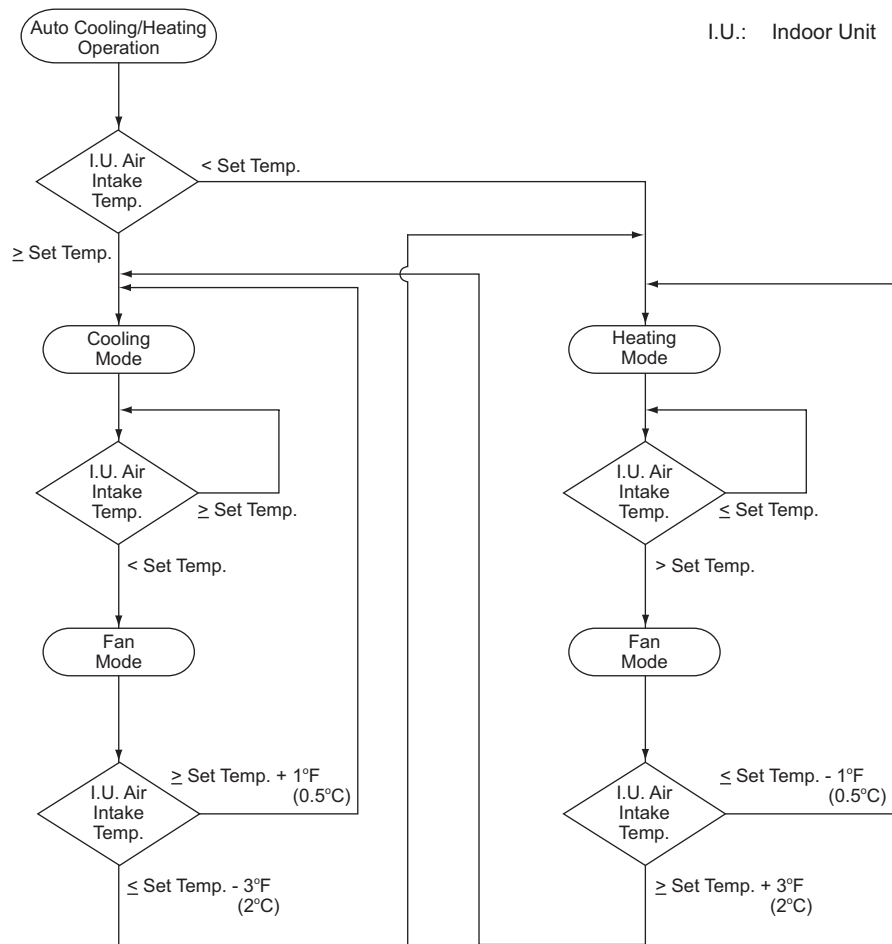 Auto Cooling/Heating
Operation
I.U.: Indoor Unit
I.U. Air
Intake
Temp.
< Set Temp.
≥ Set Temp.
Cooling
Mode
Heating
Mode
I.U. Air
Intake
Temp.
≥ Set Temp.
< Set Temp.
I.U. Air
Intake
Temp.
≤ Set Temp.
> Set Temp.
Fan
Mode
Fan
Mode
I.U. Air
Intake
Temp.
≥ Set Temp. + 1°F
(0.5°C)
≤ Set Temp. - 3°F
(2°C)
I.U. Air
Intake
Temp.
≤ Set Temp. - 1°F
(0.5°C)
≥ Set Temp. + 3°F
(2°C)